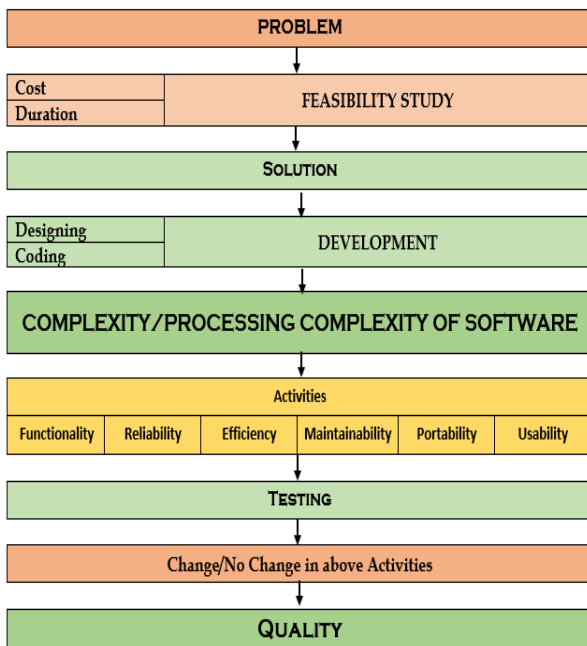 PROBLEM
Cost
Duration
FEASIBILITY STUDY
SOLUTION
Designing
Coding
DEVELOPMENT
COMPLEXITY/PROCESSING COMPLEXITY OF SOFTWARE
Activities
Functionality Reliability Efficiency Maintainability Portability Usability
TESTING
Change/No Change in above Activities
QUALITY